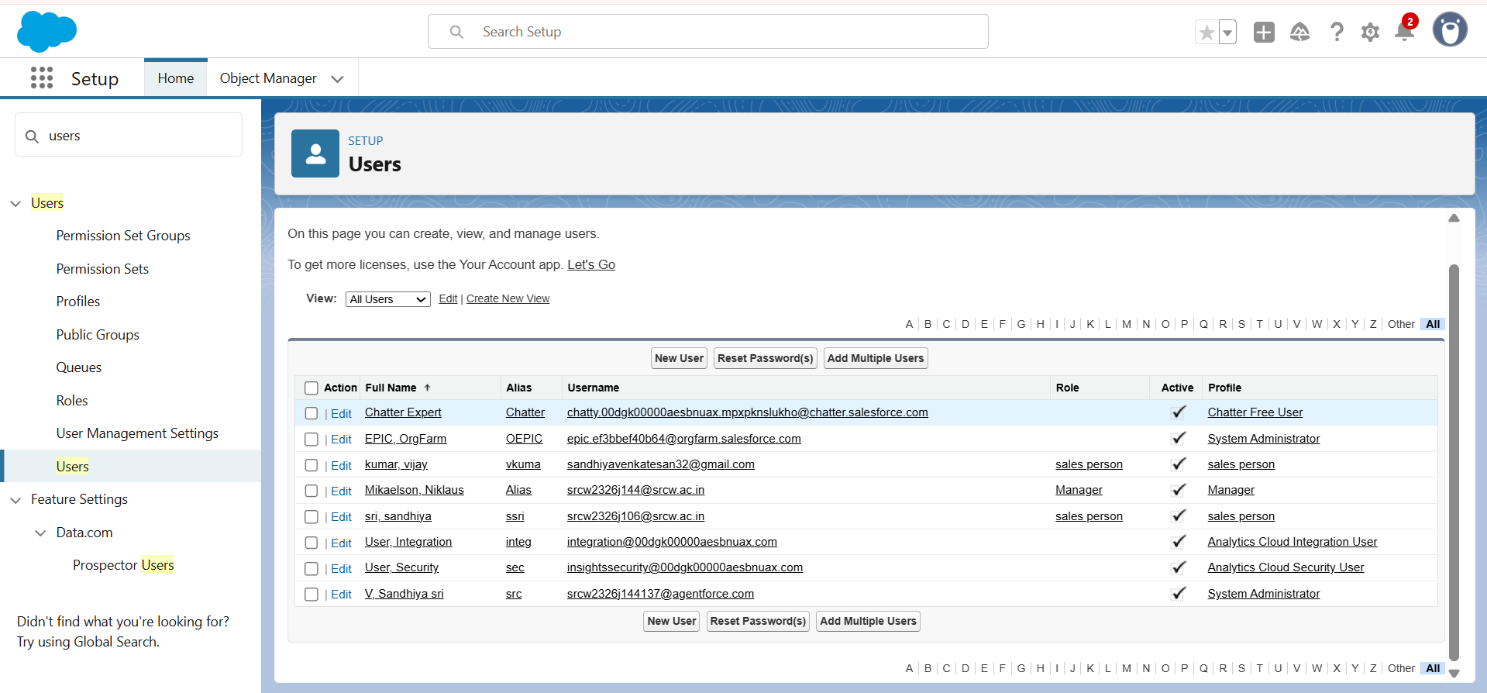 Search Setup
2
Setup
Home
Object Manager
users
Users
Permission Set Groups
Permission Sets
Profiles
Public Groups
Queues
Roles
User Management Settings
Users
Feature Settings
Data.com
Prospector Users
Didn't find what you're looking for?
Try using Global Search.
SETUP
Users
On this page you can create, view, and manage users.
To get more licenses, use the Your Account app. Let's Go
View: All Users Edit | Create New View
A | B | C | D | E | F | G | H | I | J | K | L | M | N | O | P | Q | R | S | T | U | V | W | X | Y | Z | Other | All
New User Reset Password(s) Add Multiple Users
Action Full Name ↑ Alias Username Role Active Profile
| Edit Chatter Expert Chatter chatty.00dgk00000aesbnuax.mpxpknslukho@chatter.salesforce.com ✓ Chatter Free User
| Edit EPIC, OrgFarm OEPIC epic.ef3bbef40b64@orgfarm.salesforce.com ✓ System Administrator
| Edit kumar, vijay vkuma sandhiyavenkatesan32@gmail.com sales person ✓ sales person
| Edit Mikaelson, Niklaus Alias srcw2326j144@srcw.ac.in Manager ✓ Manager
| Edit sri, sandhiya ssri srcw2326j106@srcw.ac.in sales person ✓ sales person
| Edit User, Integration integ integration@00dgk00000aesbnuax.com ✓ Analytics Cloud Integration User
| Edit User, Security sec insightssecurity@00dgk00000aesbnuax.com ✓ Analytics Cloud Security User
| Edit V, Sandhiya sri src srcw2326j144137@agentforce.com ✓ System Administrator
New User Reset Password(s) Add Multiple Users
A | B | C | D | E | F | G | H | I | J | K | L | M | N | O | P | Q | R | S | T | U | V | W | X | Y | Z | Other | All